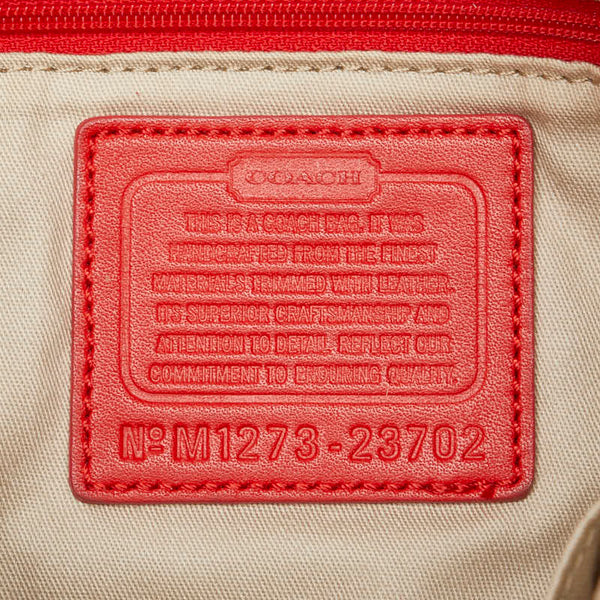 COACH
THIS IS A COACH BAG. IT WAS
HANDCRAFTED FROM THE FINEST
MATERIALS TRIMMED WITH LEATHER.
ITS SUPERIOR CRAFTSMANSHIP AND
ATTENTION TO DETAIL REFLECT OUR
COMMITMENT TO ENDURING QUALITY.
Nº M1273-23702